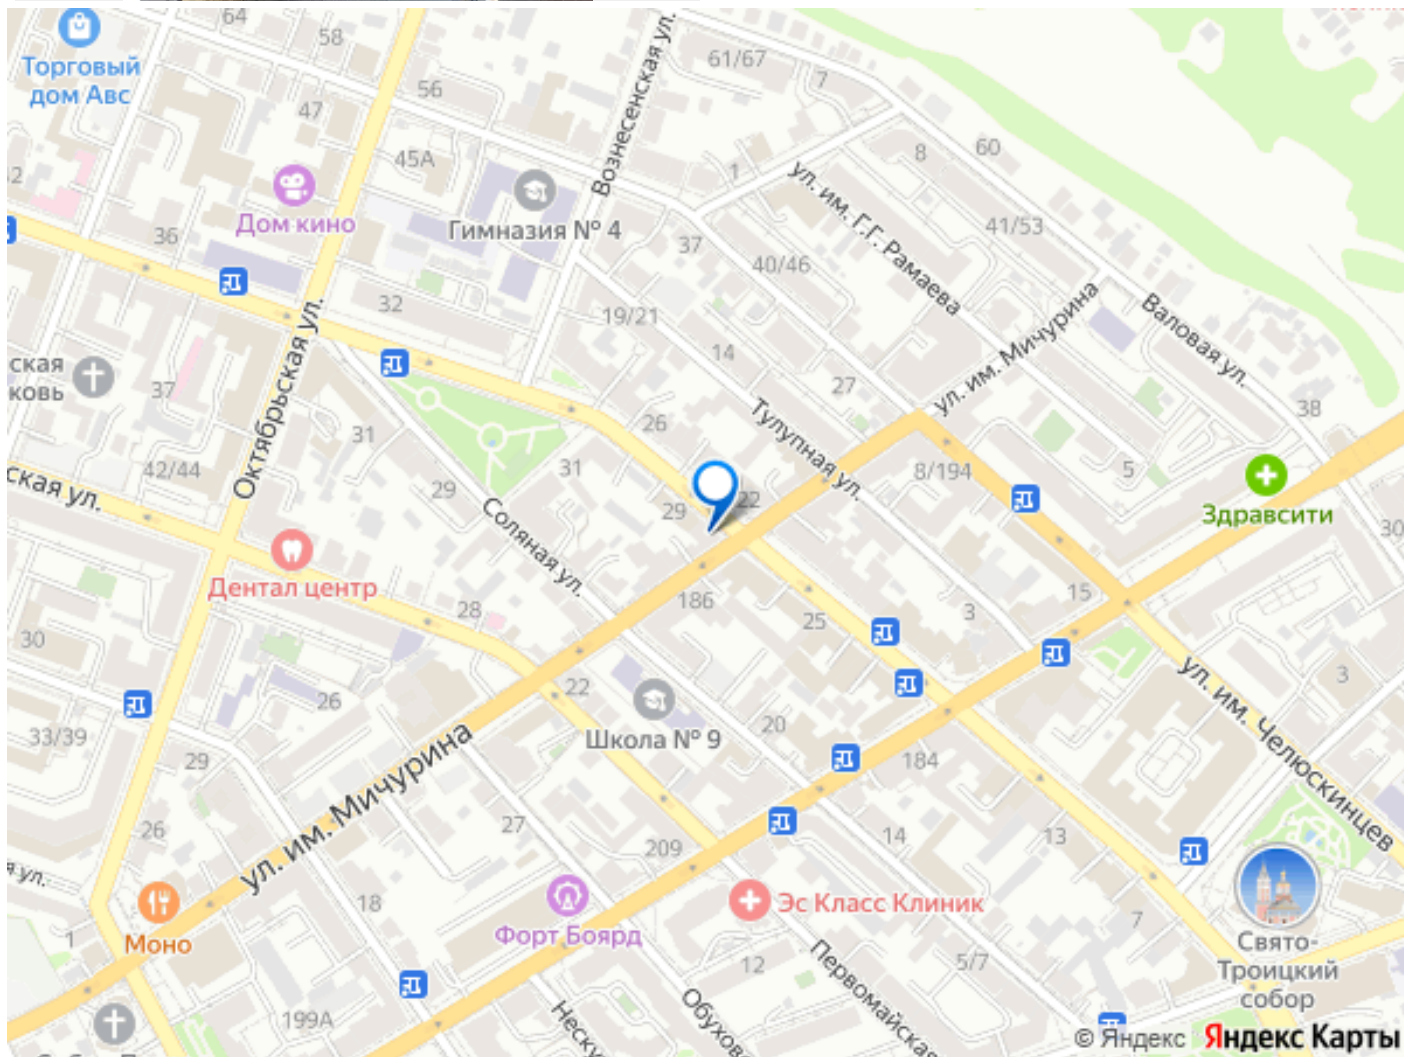 64
58
Торговый
дом Авс
56
61/67
7
47
45А
Вознесенская ул.
8
60
1
ул. им. Г.Г. Рамаева
Дом кино
Гимназия № 4
36
37
41/53
40/46
32
19/21
14
27
ул. им. Мичурина
Валовая ул.
ская
ковь
37
Октябрьская ул.
31
26
Тулупная ул.
38
42/44
ская ул.
29
31
8/194
5
22
29
Соляная ул.
Здравсити
30
Дентал центр
28
186
25
3
15
30
26
22
ул. им. Челюскинцев
3
Школа № 9
20
33/39
29
ул. им. Мичурина
184
26
27
209
14
13
я ул.
18
Эс Класс Клиник
7
1
Моно
Форт Боярд
Свято-
Троицкий
собор
12
5/7
Первомайская
199А
Неску
Обухово
© Яндекс Яндекс Карты